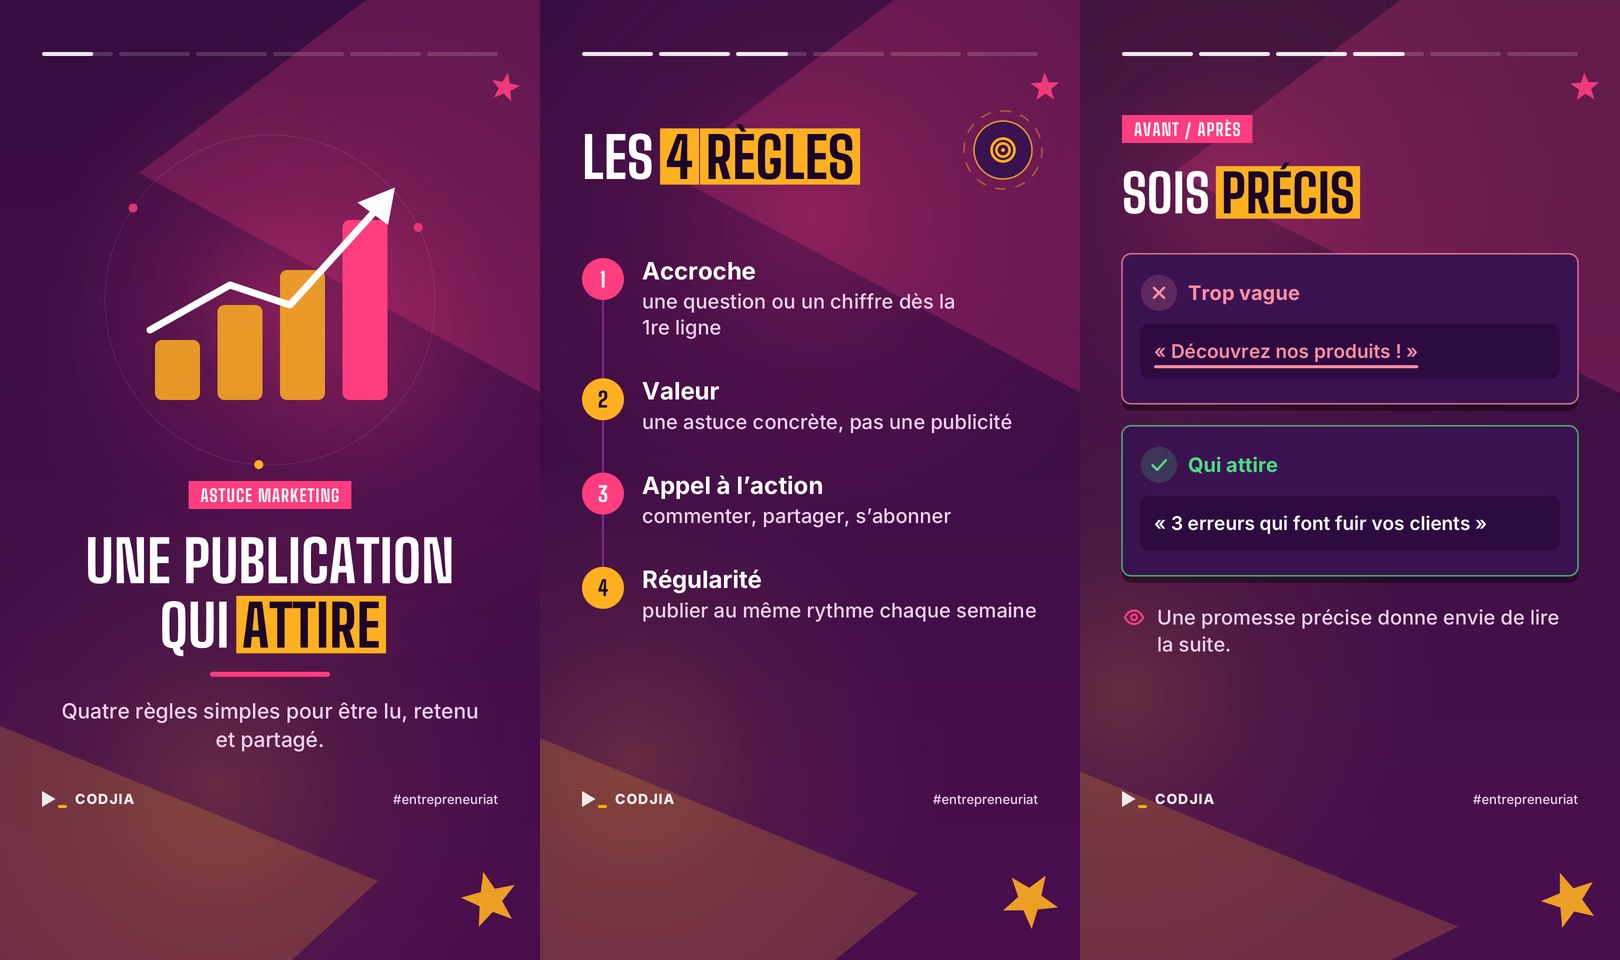 ASTUCE MARKETING
UNE PUBLICATION
QUI ATTIRE
Quatre règles simples pour être lu, retenu
et partagé.
CODJIA
#entrepreneuriat
LES 4 RÈGLES
1
Accroche
une question ou un chiffre dès la
1re ligne
2
Valeur
une astuce concrète, pas une publicité
3
Appel à l’action
commenter, partager, s’abonner
4
Régularité
publier au même rythme chaque semaine
CODJIA
#entrepreneuriat
AVANT / APRÈS
SOIS PRÉCIS
Trop vague
« Découvrez nos produits ! »
Qui attire
« 3 erreurs qui font fuir vos clients »
Une promesse précise donne envie de lire
la suite.
CODJIA
#entrepreneuriat